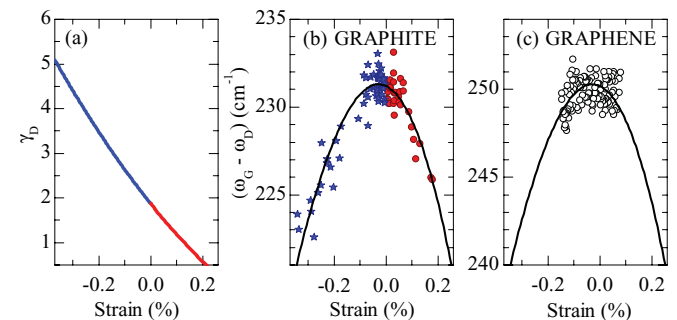 (a)
γD
6
5
4
3
2
1
-0.2 0.0 0.2
Strain (%)
(b) GRAPHITE
(ωG - ωD) (cm-1)
235
230
225
-0.2 0.0 0.2
Strain (%)
(c) GRAPHENE
250
245
240
-0.2 0.0 0.2
Strain (%)